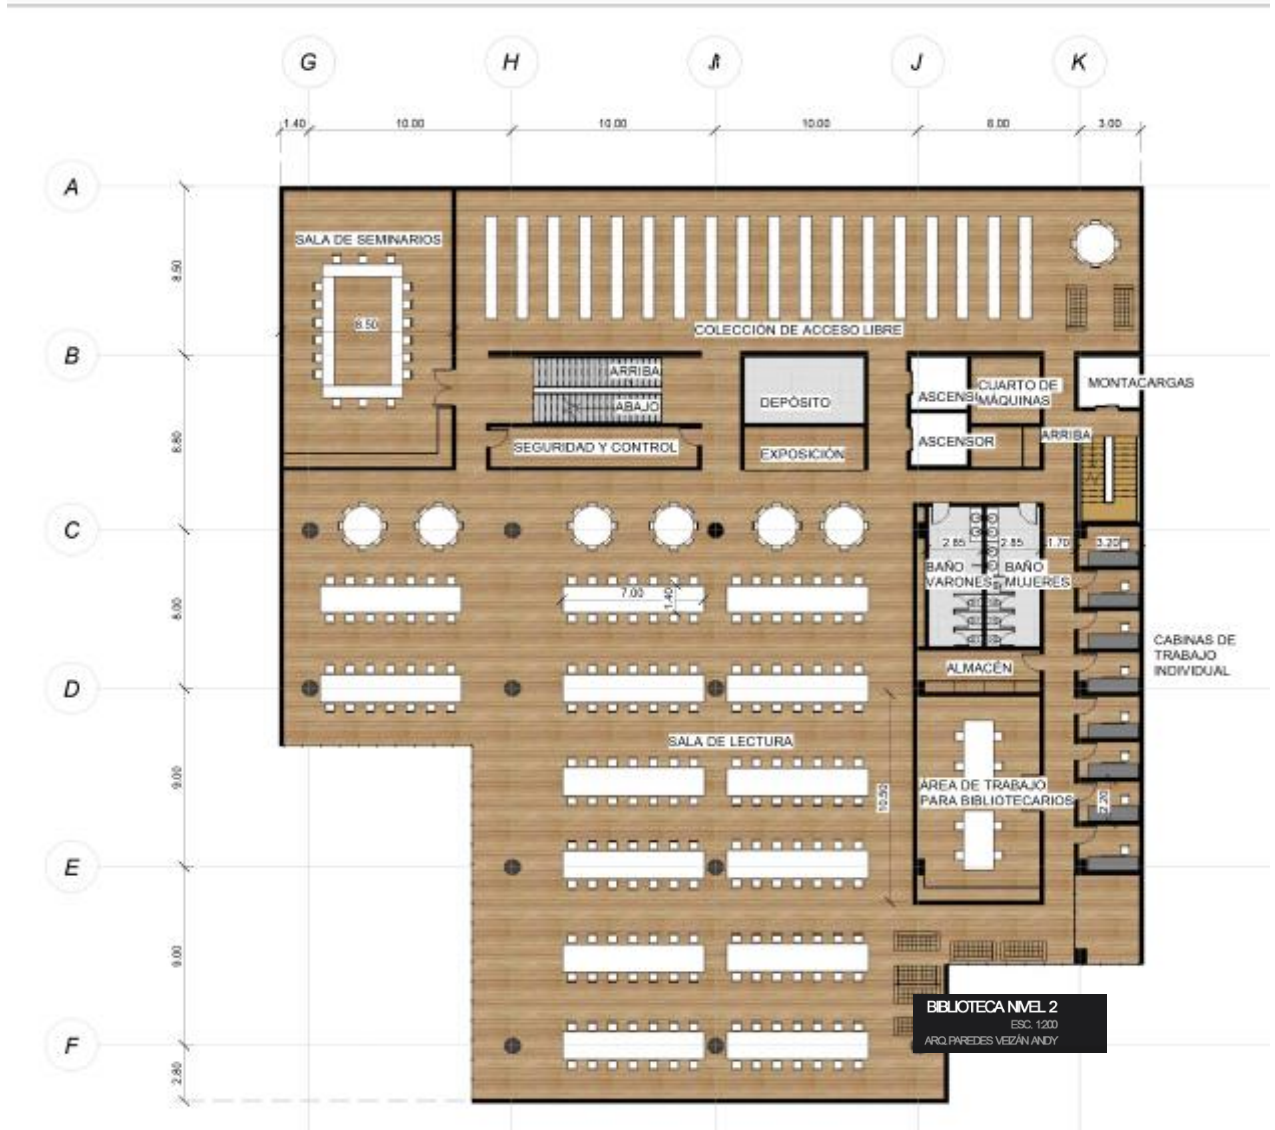 G
H
J
K
1.40
10.00
10.00
10.00
8.00
3.00
A
SALA DE SEMINARIOS
8.50
8.50
COLECCIÓN DE ACCESO LIBRE
B
ARRIBA
ABAJO
DEPÓSITO
ASCENSOR
CUARTO DE
MÁQUINAS
MONTACARGAS
8.80
SEGURIDAD Y CONTROL
EXPOSICIÓN
ASCENSOR
ARRIBA
C
2.85
2.85
1.70
3.20
BAÑO
VARONES
BAÑO
MUJERES
8.00
7.00
1.40
CABINAS DE
TRABAJO
INDIVIDUAL
ALMACÉN
D
SALA DE LECTURA
9.00
10.50
ÁREA DE TRABAJO
PARA BIBLIOTECARIOS
2.20
E
9.00
BIBLIOTECA NIVEL 2
ESC. 1:200
ARQ. PAREDES VEIZÁN ANDY
F
2.80